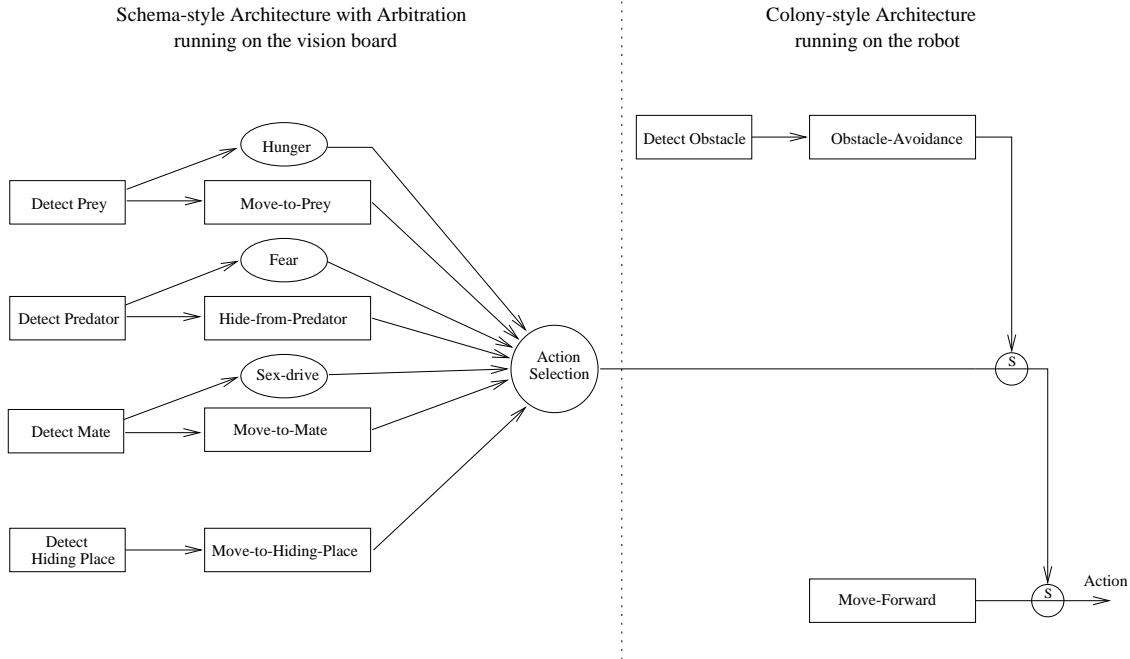 Schema-style Architecture with Arbitration
running on the vision board
Colony-style Architecture
running on the robot
Hunger
Detect Prey
Move-to-Prey
Fear
Detect Predator
Hide-from-Predator
Sex-drive
Detect Mate
Move-to-Mate
Detect
Hiding Place
Move-to-Hiding-Place
Action
Selection
Detect Obstacle
Obstacle-Avoidance
S
Move-Forward
S
Action